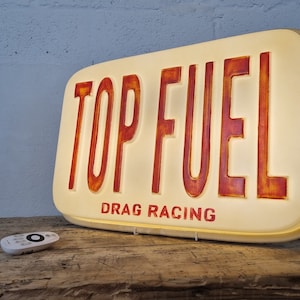 TOP FUEL
DRAG RACING